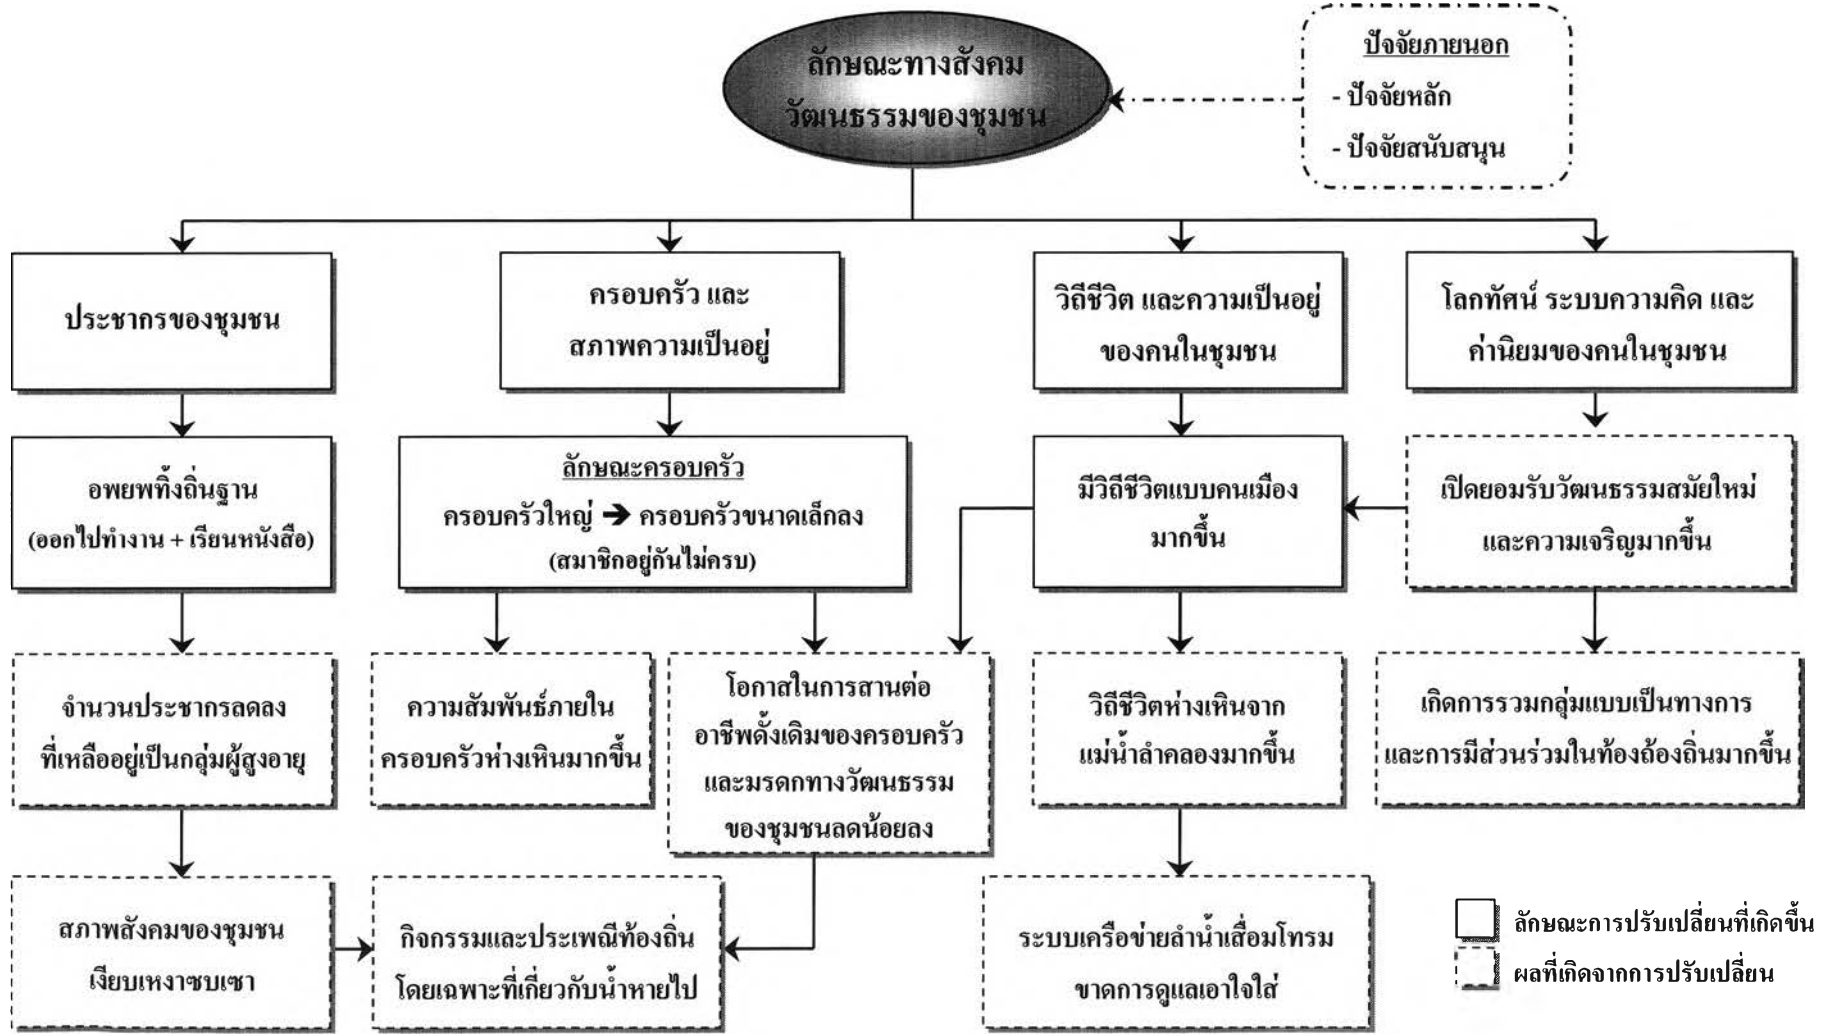 ลักษณะทางสังคม
วัฒนธรรมของชุมชน
ปัจจัยภายนอก
- ปัจจัยหลัก
- ปัจจัยสนับสนุน
ประชากรของชุมชน
ครอบครัว และ
สภาพความเป็นอยู่
วิถีชีวิต และความเป็นอยู่
ของคนในชุมชน
โลกทัศน์ ระบบความคิด และ
ค่านิยมของคนในชุมชน
อพยพทิ้งถิ่นฐาน
(ออกไปทำงาน + เรียนหนังสือ)
ลักษณะครอบครัว
ครอบครัวใหญ่ ➔ ครอบครัวขนาดเล็กลง
(สมาชิกอยู่กันไม่ครบ)
มีวิถีชีวิตแบบคนเมือง
มากขึ้น
เปิดยอมรับวัฒนธรรมสมัยใหม่
และความเจริญมากขึ้น
จำนวนประชากรลดลง
ที่เหลืออยู่เป็นกลุ่มผู้สูงอายุ
ความสัมพันธ์ภายใน
ครอบครัวห่างเหินมากขึ้น
โอกาสในการสานต่อ
อาชีพดั้งเดิมของครอบครัว
และมรดกทางวัฒนธรรม
ของชุมชนลดน้อยลง
วิถีชีวิตห่างเหินจาก
แม่น้ำลำคลองมากขึ้น
เกิดการรวมกลุ่มแบบเป็นทางการ
และการมีส่วนร่วมในท้องถ้องถิ่นมากขึ้น
สภาพสังคมของชุมชน
เงียบเหงาซบเซา
กิจกรรมและประเพณีท้องถิ่น
โดยเฉพาะที่เกี่ยวกับน้ำหายไป
ระบบเครือข่ายลำน้ำเสื่อมโทรม
ขาดการดูแลเอาใจใส่
ลักษณะการปรับเปลี่ยนที่เกิดขึ้น
ผลที่เกิดจากการปรับเปลี่ยน